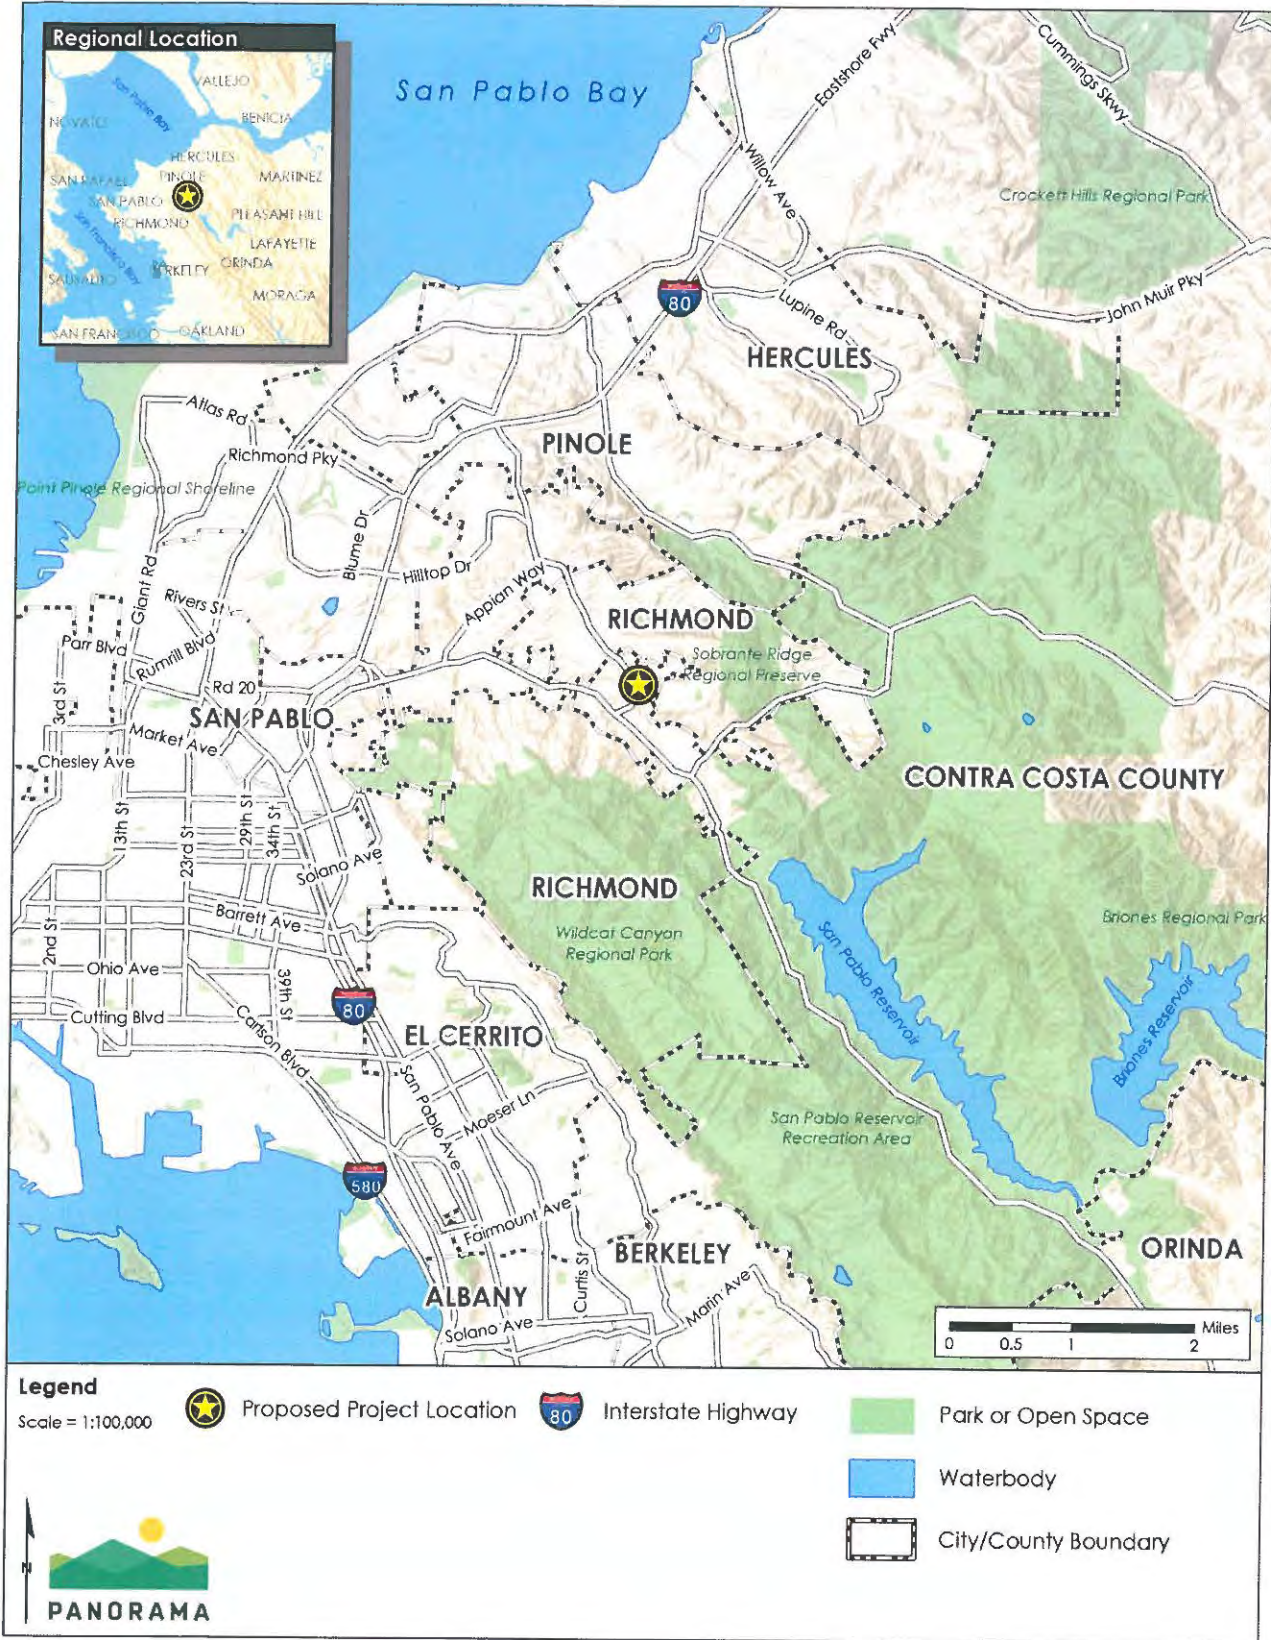 Regional Location
San Pablo Bay
VALLEJO
NOVATO
BENICIA
HERCULES
SAN RAFAEL
PINOLE
MARTINEZ
SAN PABLO
RICHMOND
PLEASANT HILL
San Francisco Bay
LAFAYETTE
SAUSALITO
BERKELEY
ORINDA
MORAGA
SAN FRANCISCO
OAKLAND
San Pablo Bay
Eastshore Fwy
Cummings Skwy
Willow Ave
Crockett Hills Regional Park
80
Lupine Rd
John Muir Pky
HERCULES
Atlas Rd
PINOLE
Richmond Pky
Point Pinole Regional Shoreline
Blume Dr
Giant Rd
Hilltop Dr
Appian Way
Rivers St
RICHMOND
Parr Blvd
Rumrill Blvd
Sobrante Ridge
Regional Preserve
3rd St
Rd 20
SAN PABLO
Market Ave
Chesley Ave
CONTRA COSTA COUNTY
13th St
23rd St
29th St
34th St
Solano Ave
RICHMOND
Barrett Ave
2nd St
Wildcat Canyon
Regional Park
San Pablo Reservoir
Briones Regional Park
Ohio Ave
39th St
80
Cutting Blvd
Carlson Blvd
EL CERRITO
Briones Reservoir
San Pablo Ave
Moeser Ln
San Pablo Reservoir
Recreation Area
580
Fairmount Ave
Curtis St
BERKELEY
ORINDA
ALBANY
Marin Ave
Solano Ave
Miles
0 0.5 1 2
Legend
Scale = 1:100,000
Proposed Project Location
80
Interstate Highway
Park or Open Space
Waterbody
City/County Boundary
N
PANORAMA